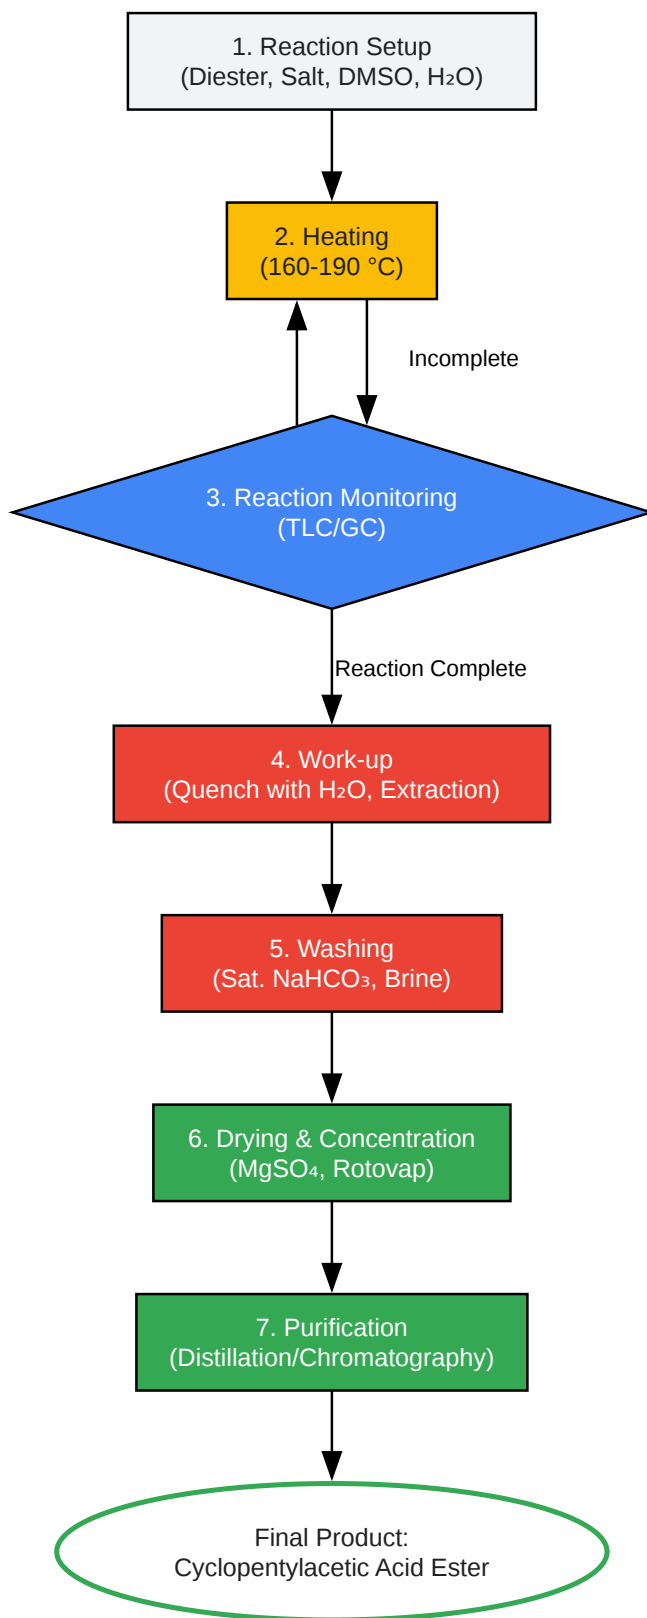 1. Reaction Setup
(Diester, Salt, DMSO, H₂O)
2. Heating
(160-190 °C)
Incomplete
3. Reaction Monitoring
(TLC/GC)
Reaction Complete
4. Work-up
(Quench with H₂O, Extraction)
5. Washing
(Sat. NaHCO₃, Brine)
6. Drying & Concentration
(MgSO₄, Rotovap)
7. Purification
(Distillation/Chromatography)
Final Product:
Cyclopentylacetic Acid Ester